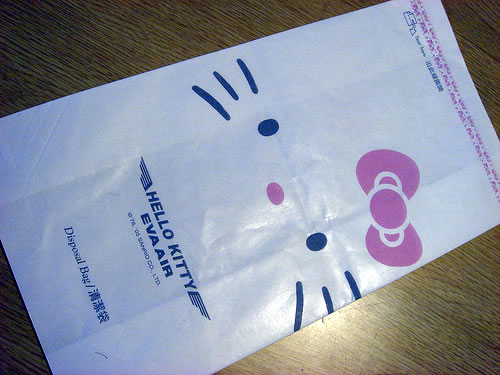 HELLO KITTY
EVA AIR
©'76, '05 SANRIO CO., LTD.
Disposal Bag / 清潔袋